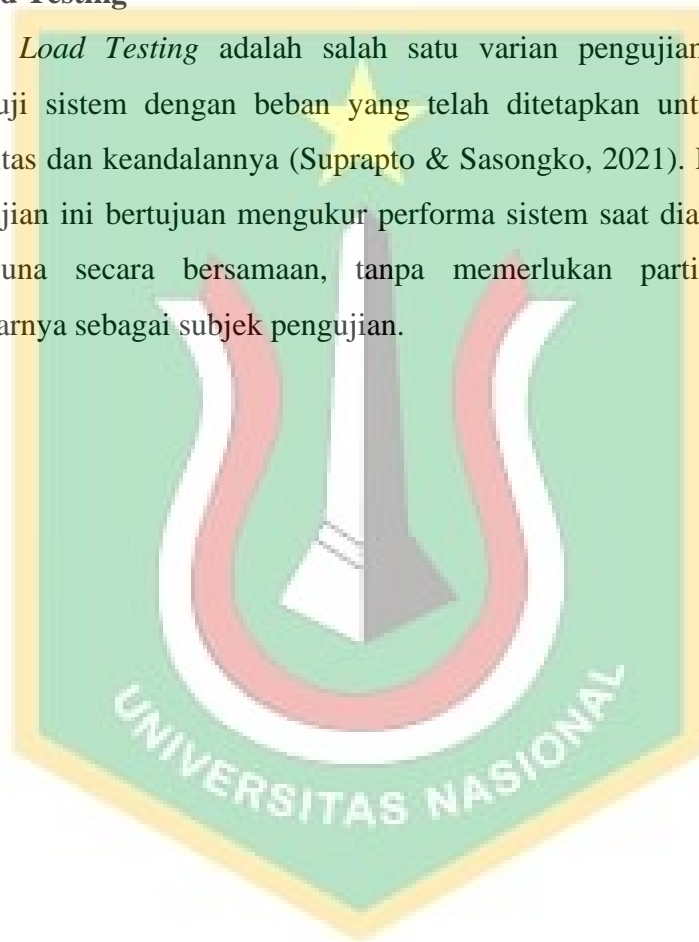 d Testing
Load Testing adalah salah satu varian pengujian
uji sistem dengan beban yang telah ditetapkan unt
tas dan keandalannya (Suprapto & Sasongko, 2021).
jian ini bertujuan mengukur performa sistem saat dia
una secara bersamaan, tanpa memerlukan parti
arnya sebagai subjek pengujian.
UNIVERSITAS NASIONAL